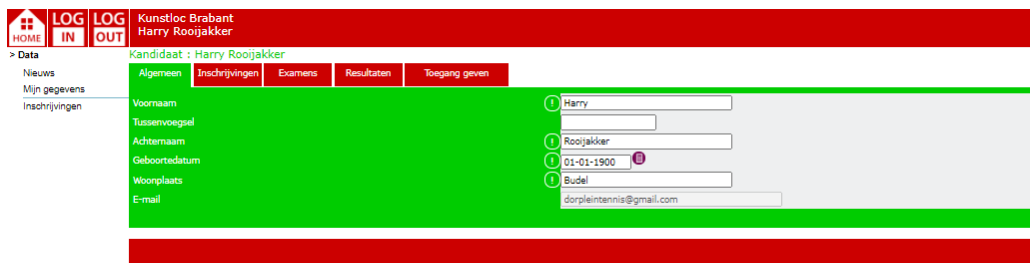 HOME
LOG IN
LOG OUT
Kunstloc Brabant
Harry Rooijakker
> Data
Nieuws
Mijn gegevens
Inschrijvingen
Kandidaat : Harry Rooijakker
Algemeen Inschrijvingen Examens Resultaten Toegang geven
Voornaam ! Harry
Tussenvoegsel
Achternaam ! Rooijakker
Geboortedatum ! 01-01-1900
Woonplaats ! Budel
E-mail dorpleintennis@gmail.com